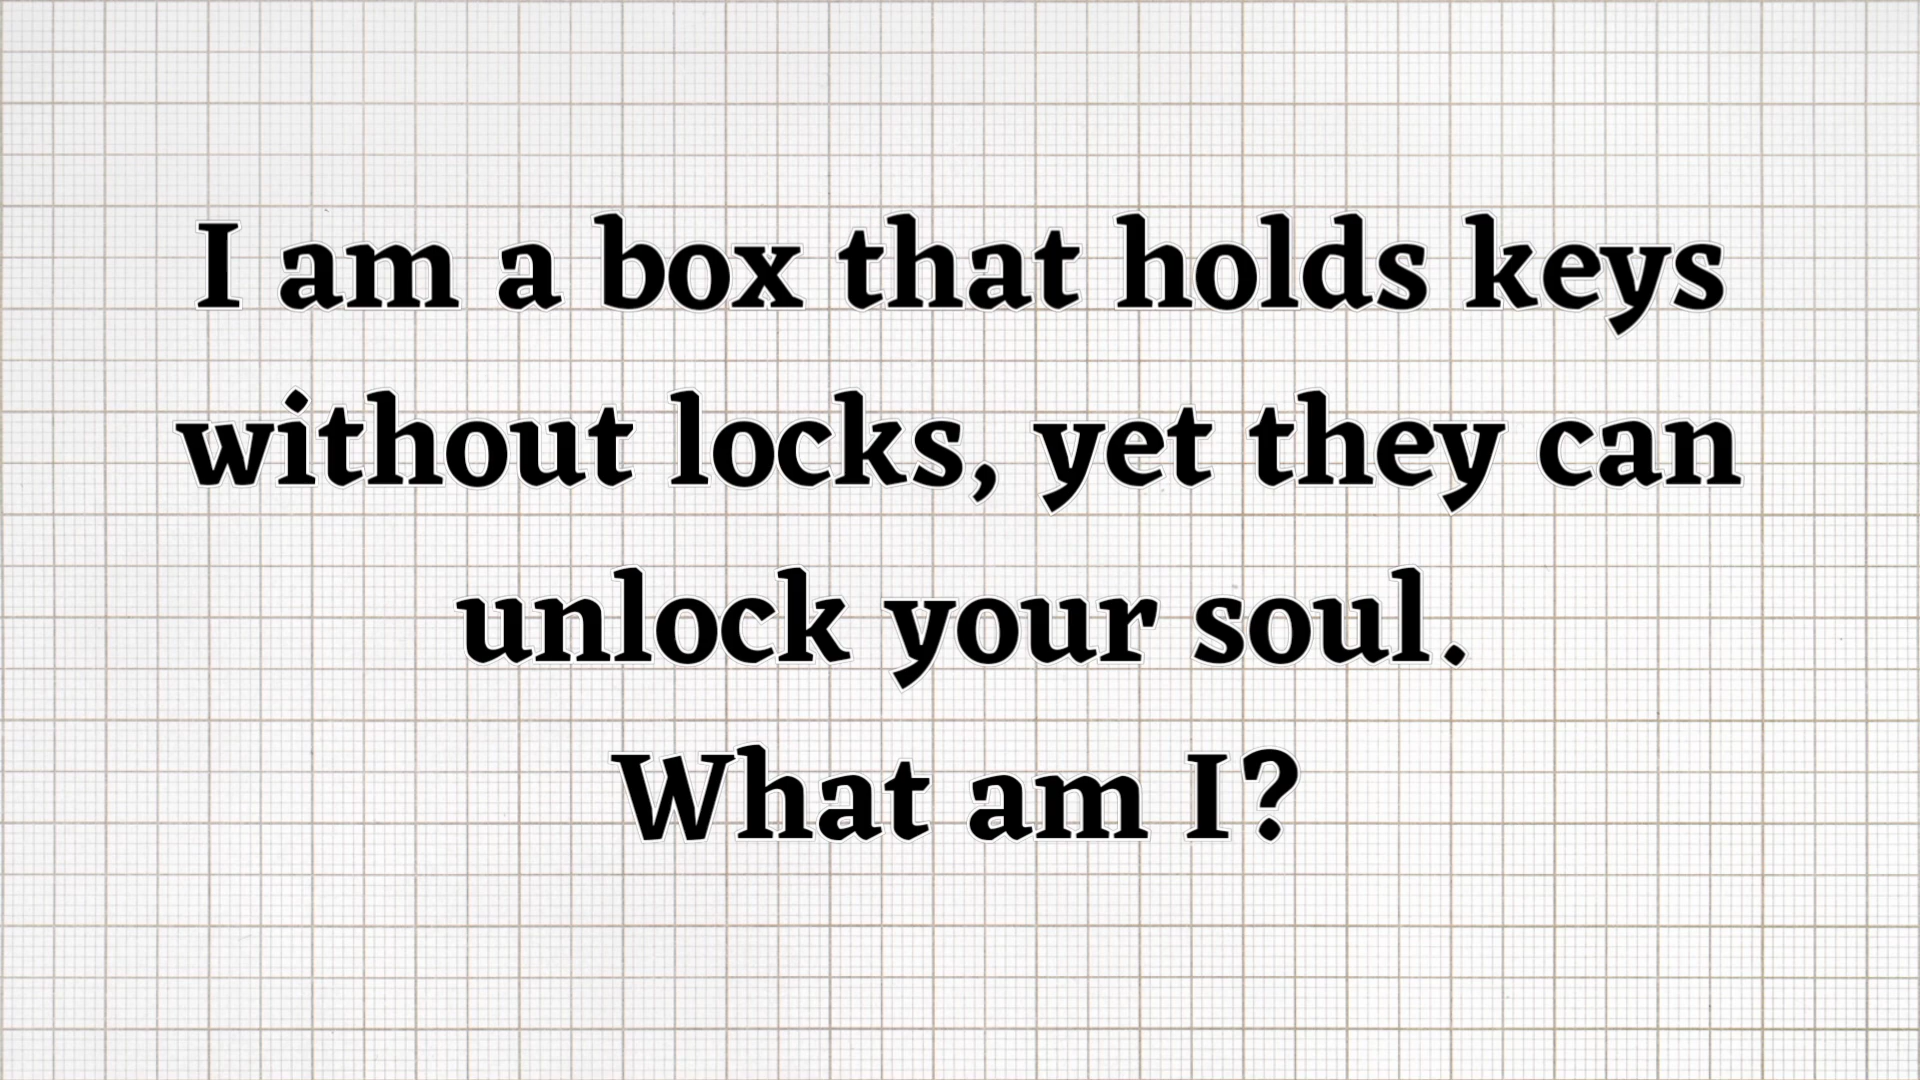 I am a box that holds keys
without locks, yet they can
unlock your soul.
What am I?